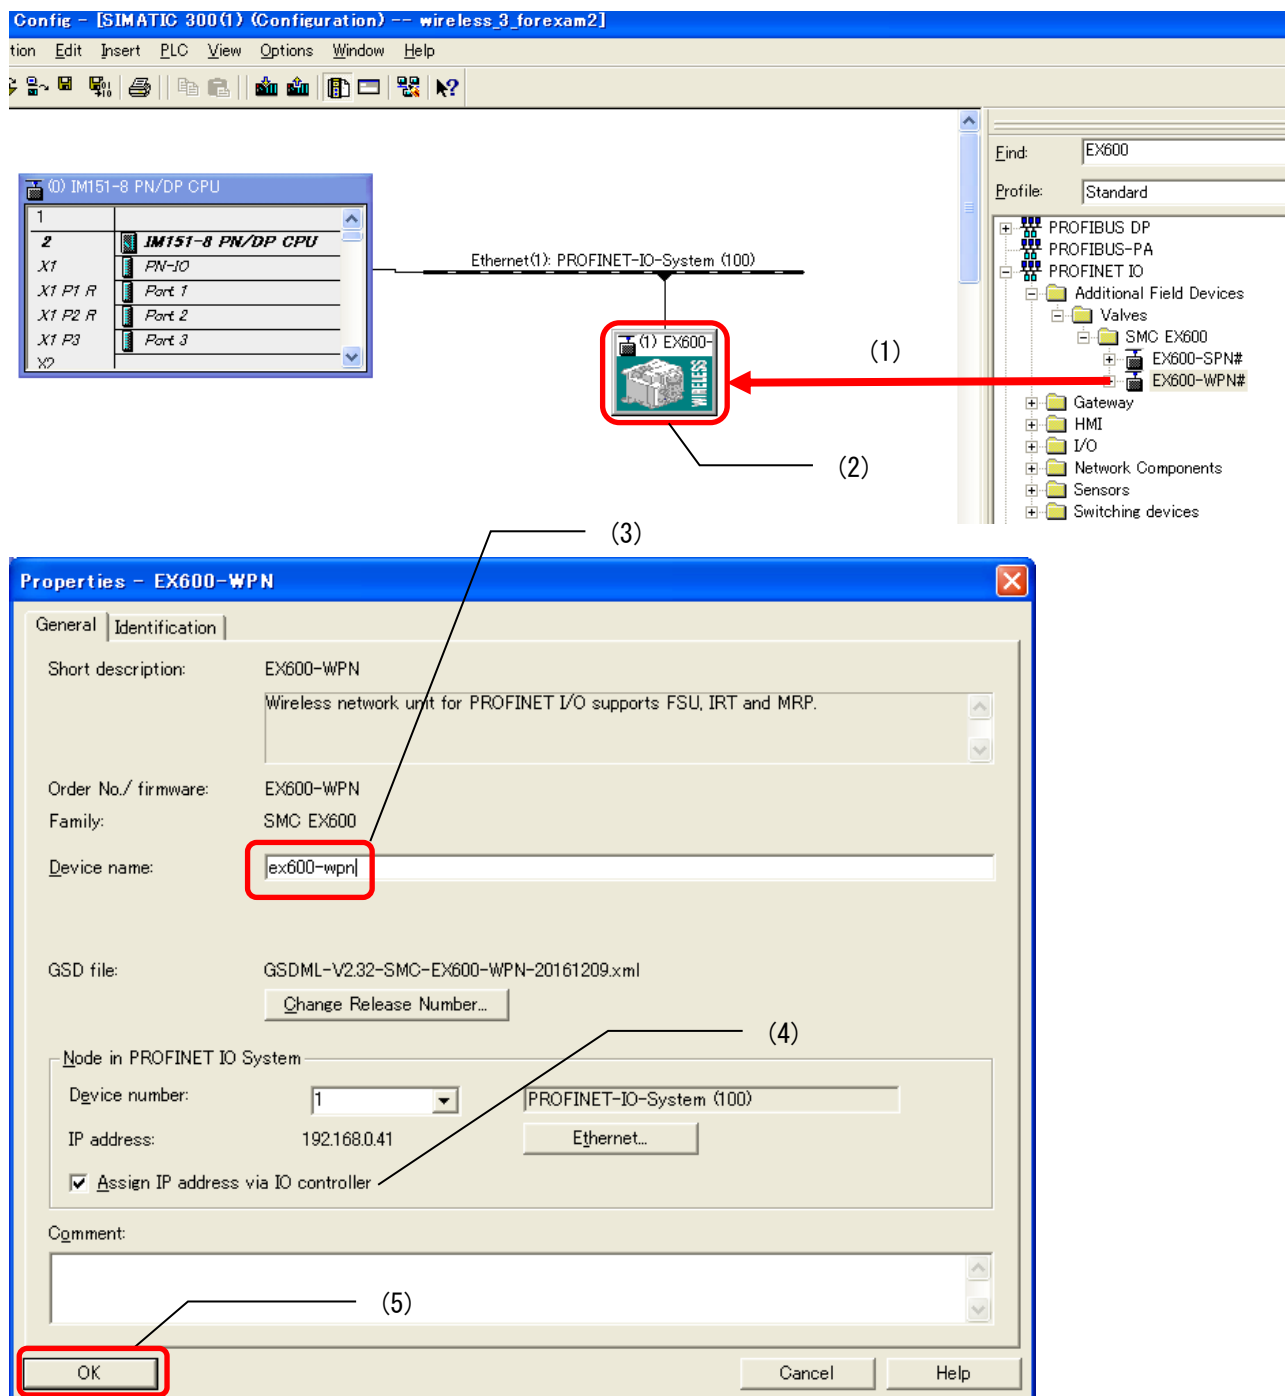 Config - [SIMATIC 300(1) (Configuration) -- wireless_3_forexam2]
tion Edit Insert PLC View Options Window Help
Find: EX600
Profile: Standard
(0) IM151-8 PN/DP CPU
1
2 IM151-8 PN/DP CPU
X1 PN-IO
X1 P1 R Port 1
X1 P2 R Port 2
X1 P3 Port 3
X2
Ethernet(1): PROFINET-IO-System (100)
(1) EX600-
WIRELESS
(1)
(2)
PROFIBUS DP
PROFIBUS-PA
PROFINET IO
Additional Field Devices
Valves
SMC EX600
EX600-SPN#
EX600-WPN#
Gateway
HMI
I/O
Network Components
Sensors
Switching devices
(3)
Properties - EX600-WPN
General Identification
Short description: EX600-WPN
Wireless network unit for PROFINET I/O supports FSU, IRT and MRP.
Order No./ firmware: EX600-WPN
Family: SMC EX600
Device name: ex600-wpn
GSD file: GSDML-V2.32-SMC-EX600-WPN-20161209.xml
Change Release Number...
(4)
Node in PROFINET IO System
Device number: 1 PROFINET-IO-System (100)
IP address: 192.168.0.41 Ethernet...
Assign IP address via IO controller
Comment:
(5)
OK Cancel Help